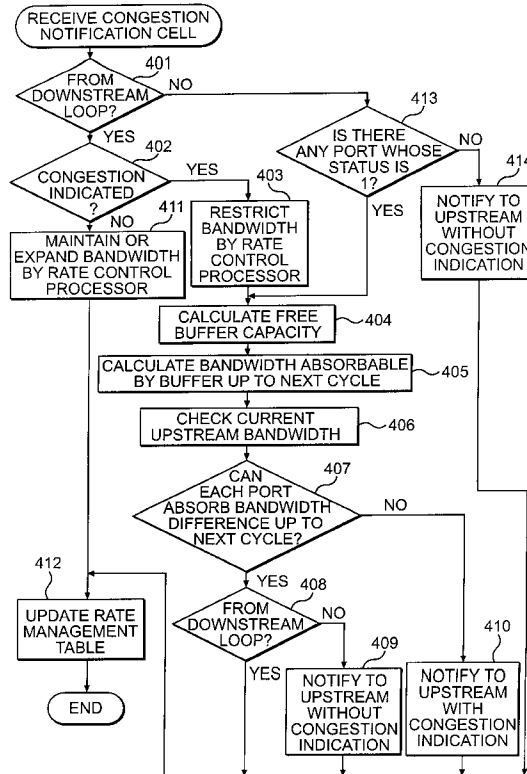 RECEIVE CONGESTION
NOTIFICATION CELL
401
FROM
DOWNSTREAM
LOOP?
NO
YES
413
IS THERE
ANY PORT WHOSE
STATUS IS
1?
NO
YES
414
NOTIFY TO
UPSTREAM
WITHOUT
CONGESTION
INDICATION
402
CONGESTION
INDICATED
?
YES
NO
403
RESTRICT
BANDWIDTH
BY RATE
CONTROL
PROCESSOR
411
MAINTAIN OR
EXPAND BANDWIDTH
BY RATE CONTROL
PROCESSOR
CALCULATE FREE
BUFFER CAPACITY
404
CALCULATE BANDWIDTH ABSORBABLE
BY BUFFER UP TO NEXT CYCLE
405
CHECK CURRENT
UPSTREAM BANDWIDTH
406
CAN
EACH PORT
ABSORB BANDWIDTH
DIFFERENCE UP TO
NEXT CYCLE?
407
NO
YES
408
FROM
DOWNSTREAM
LOOP?
NO
YES
409
NOTIFY TO
UPSTREAM
WITHOUT
CONGESTION
INDICATION
410
NOTIFY TO
UPSTREAM
WITH
CONGESTION
INDICATION
412
UPDATE RATE
MANAGEMENT
TABLE
END